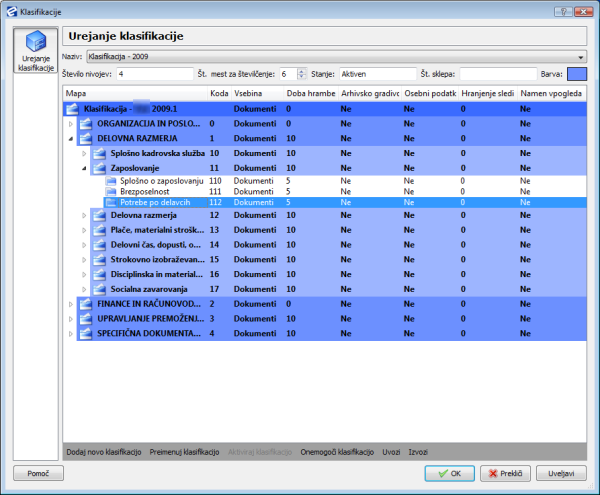 Klasifikacije
Urejanje klasifikacije
Urejanje klasifikacije
Naziv: Klasifikacija - 2009
Število nivojev: 4 Št. mest za številčenje: 6 Stanje: Aktiven Št. sklepa: Barva:
Mapa Koda Vsebina Doba hrambe Arhivsko gradivo Osebni podatk Hranjenje sledi Namen vpogleda
Klasifikacija - 2009.1 Dokumenti 0 Ne Ne 0 Ne
ORGANIZACIJA IN POSLO... 0 Dokumenti 0 Ne Ne 0 Ne
DELOVNA RAZMERJA 1 Dokumenti 10 Ne Ne 0 Ne
Splošno kadrovska služba 10 Dokumenti 10 Ne Ne 0 Ne
Zaposlovanje 11 Dokumenti 10 Ne Ne 0 Ne
Splošno o zaposlovanju 110 Dokumenti 5 Ne Ne 0 Ne
Brezposelnost 111 Dokumenti 5 Ne Ne 0 Ne
Potrebe po delavcih 112 Dokumenti 5 Ne Ne 0 Ne
Delovna razmerja 12 Dokumenti 10 Ne Ne 0 Ne
Plače, materialni strošk... 13 Dokumenti 10 Ne Ne 0 Ne
Delovni čas, dopusti, o... 14 Dokumenti 10 Ne Ne 0 Ne
Strokovno izobraževan... 15 Dokumenti 10 Ne Ne 0 Ne
Disciplinska in material... 16 Dokumenti 10 Ne Ne 0 Ne
Socialna zavarovanja 17 Dokumenti 10 Ne Ne 0 Ne
FINANCE IN RAČUNOVOD... 2 Dokumenti 0 Ne Ne 0 Ne
UPRAVLJANJE PREMOŽENJ... 3 Dokumenti 10 Ne Ne 0 Ne
SPECIFIČNA DOKUMENTA... 4 Dokumenti 10 Ne Ne 0 Ne
Dodaj novo klasifikacijo Preimenuj klasifikacijo Aktiviraj klasifikacijo Onemogoči klasifikacijo Uvozi Izvozi
Pomoč OK Prekliči Uveljavi